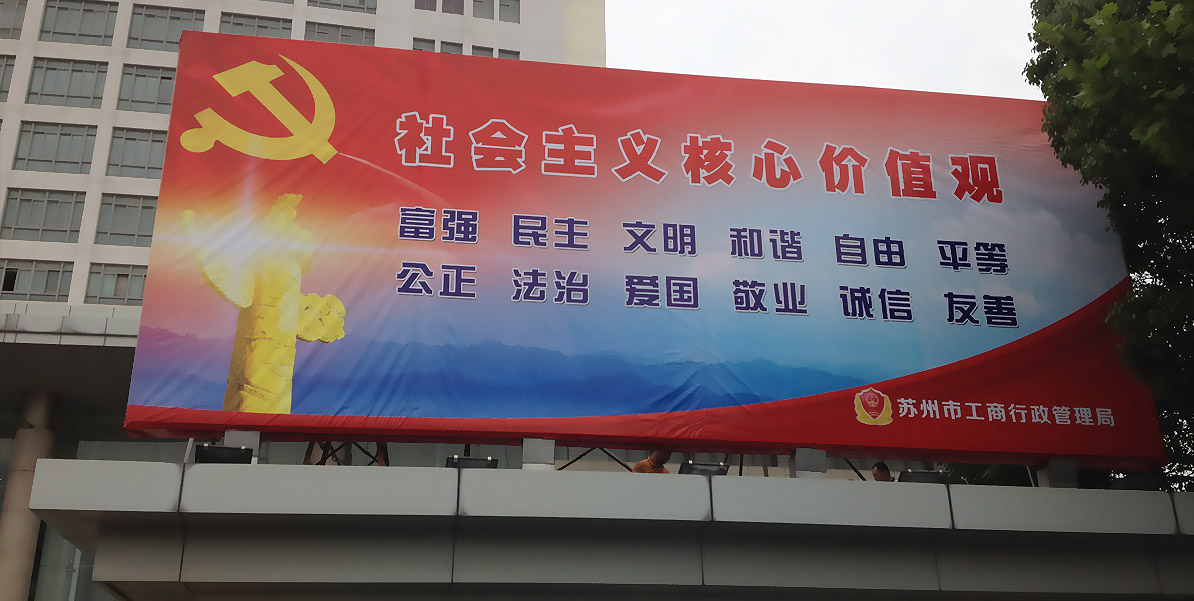 社会主义核心价值观
富强 民主 文明 和谐 自由 平等
公正 法治 爱国 敬业 诚信 友善
苏州市工商行政管理局